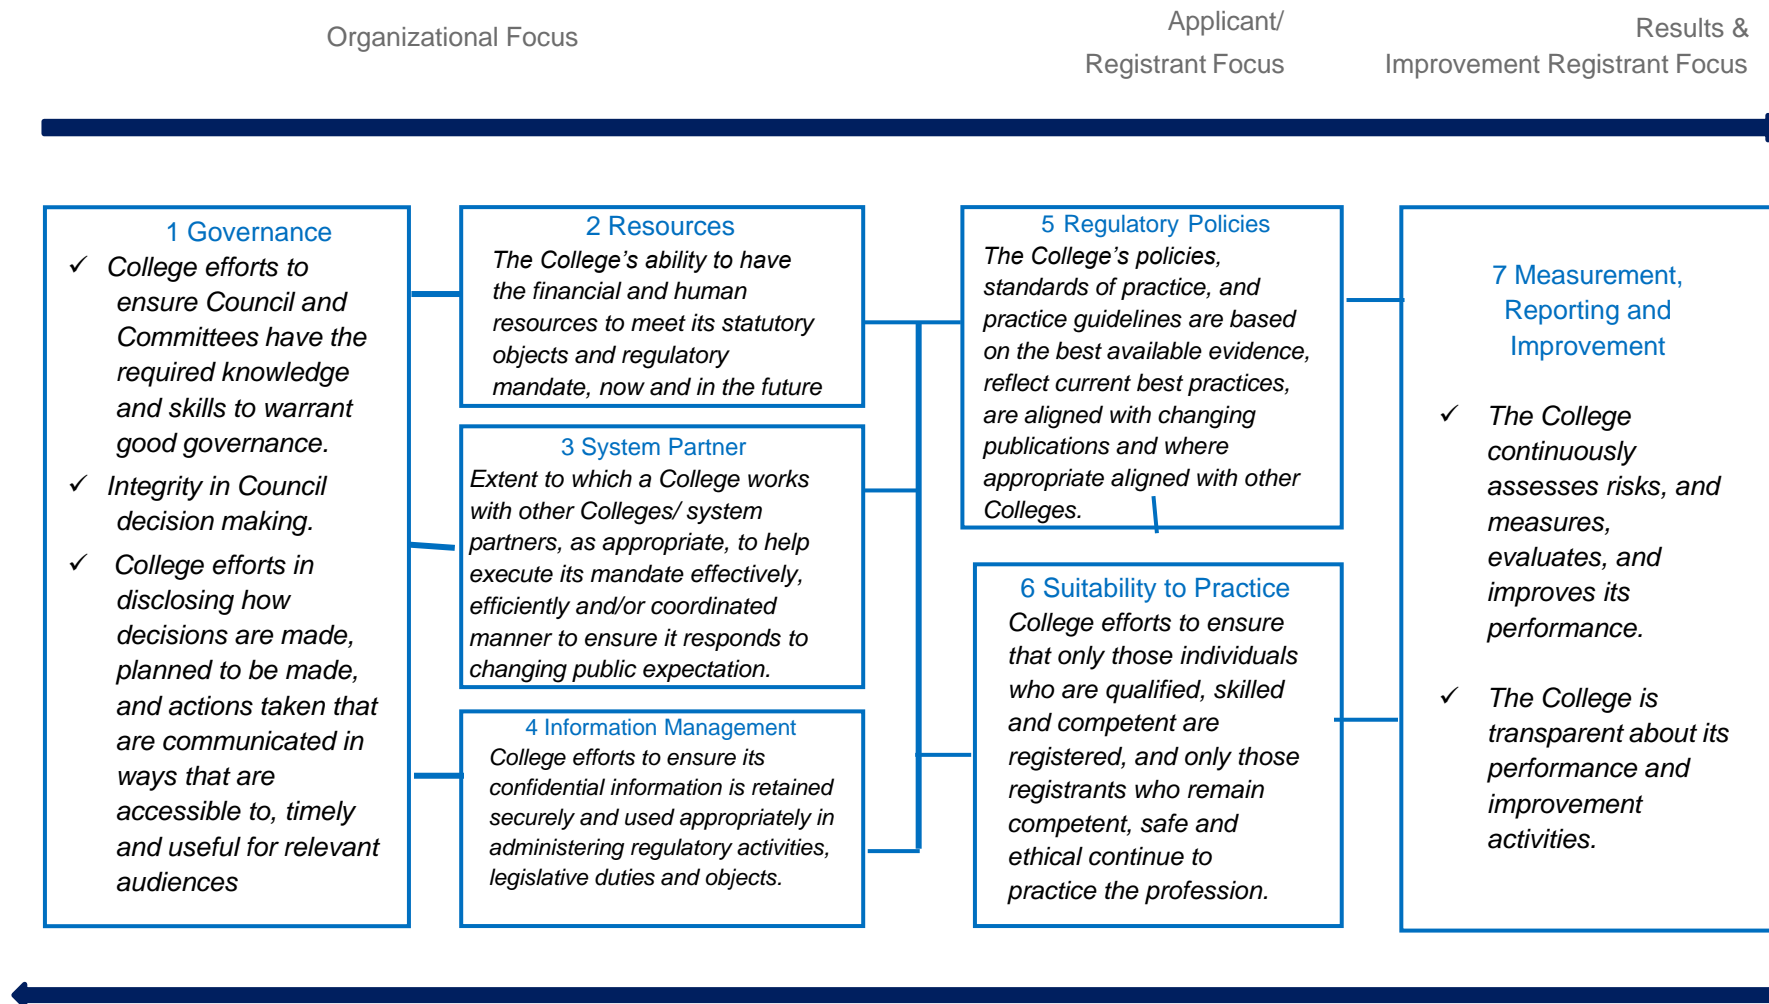 Organizational Focus
Applicant/
Registrant Focus
Results &
Improvement Registrant Focus
1 Governance
✓ College efforts to
ensure Council and
Committees have the
required knowledge
and skills to warrant
good governance.
✓ Integrity in Council
decision making.
✓ College efforts in
disclosing how
decisions are made,
planned to be made,
and actions taken that
are communicated in
ways that are
accessible to, timely
and useful for relevant
audiences
2 Resources
The College’s ability to have
the financial and human
resources to meet its statutory
objects and regulatory
mandate, now and in the future
3 System Partner
Extent to which a College works
with other Colleges/ system
partners, as appropriate, to help
execute its mandate effectively,
efficiently and/or coordinated
manner to ensure it responds to
changing public expectation.
4 Information Management
College efforts to ensure its
confidential information is retained
securely and used appropriately in
administering regulatory activities,
legislative duties and objects.
5 Regulatory Policies
The College’s policies,
standards of practice, and
practice guidelines are based
on the best available evidence,
reflect current best practices,
are aligned with changing
publications and where
appropriate aligned with other
Colleges.
6 Suitability to Practice
College efforts to ensure
that only those individuals
who are qualified, skilled
and competent are
registered, and only those
registrants who remain
competent, safe and
ethical continue to
practice the profession.
7 Measurement,
Reporting and
Improvement
✓ The College
continuously
assesses risks, and
measures,
evaluates, and
improves its
performance.
✓ The College is
transparent about its
performance and
improvement
activities.